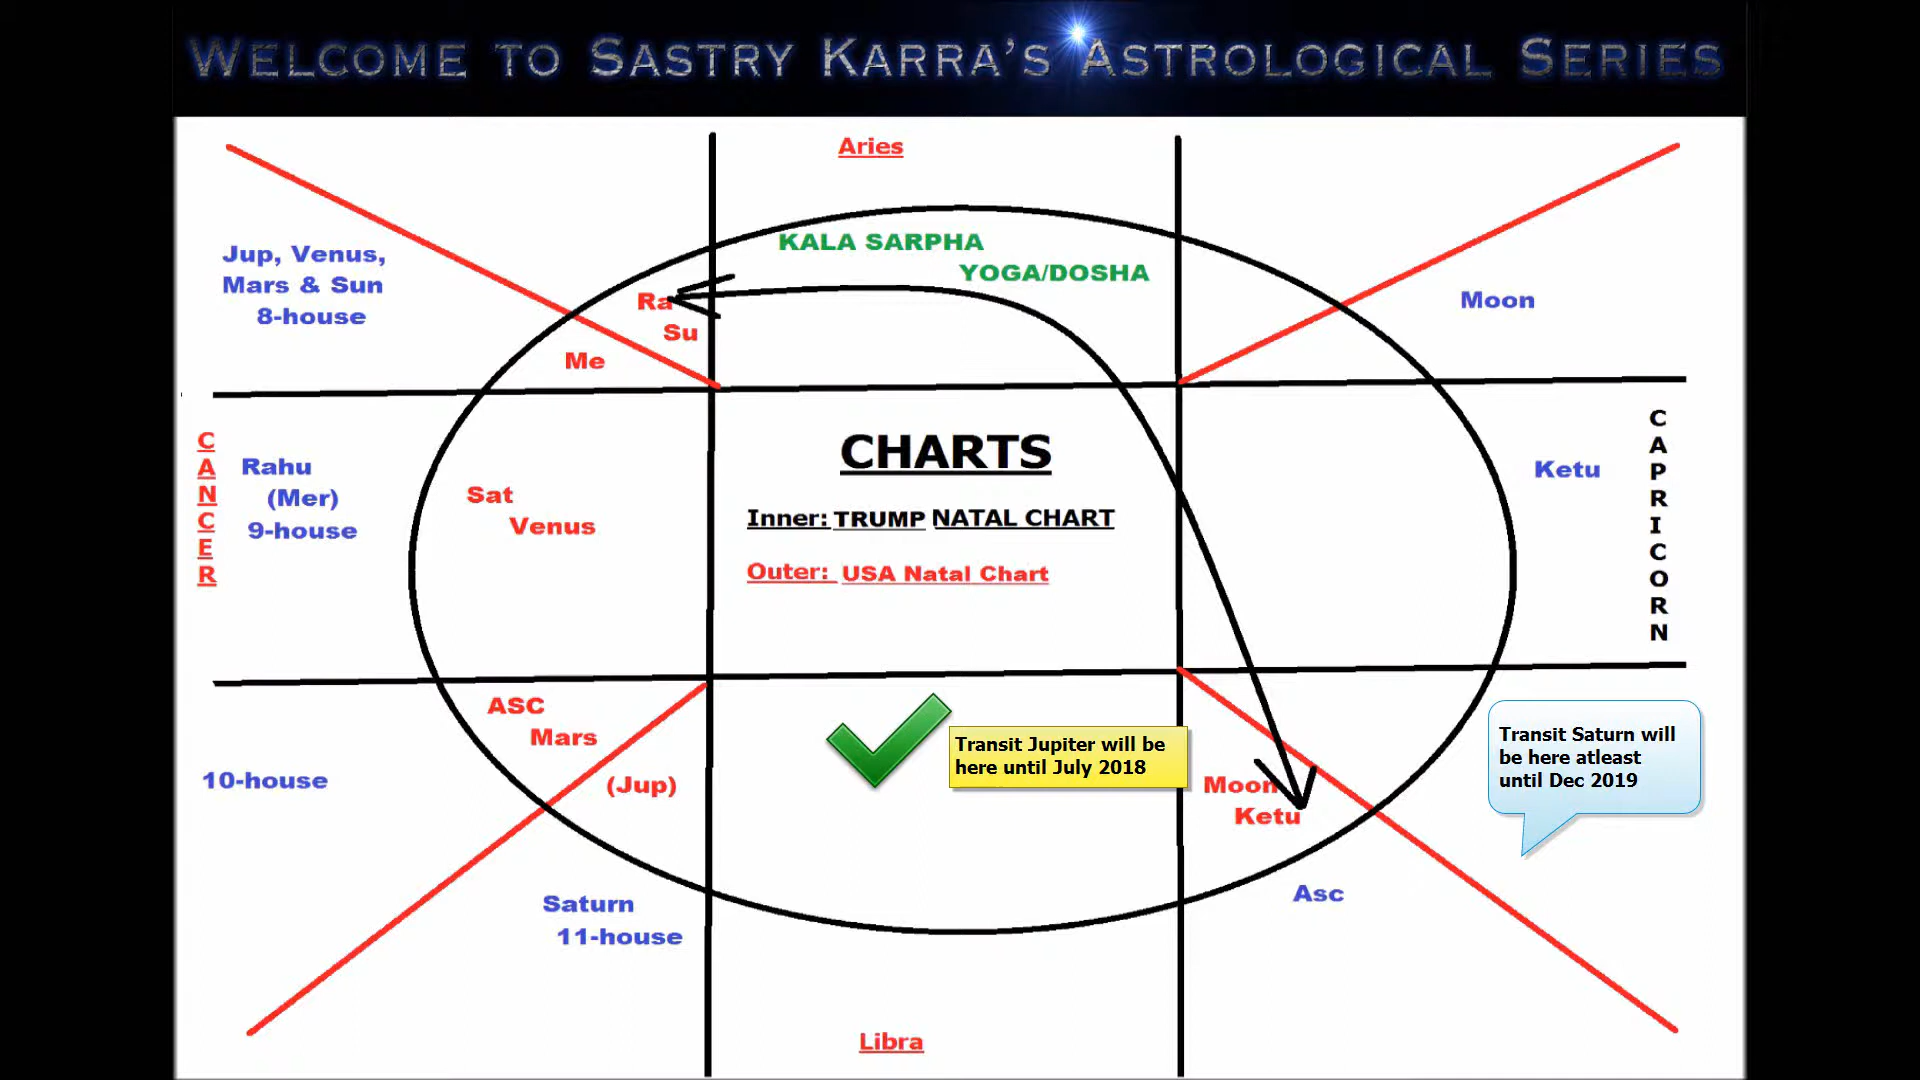 WELCOME TO SASTRY KARRA'S ASTROLOGICAL SERIES
Aries
KALA SARPHA
YOGA/DOSHA
Jup, Venus,
Mars & Sun
8-house
Ra
Su
Me
Moon
CANCER
Rahu
(Mer)
9-house
Sat
Venus
CHARTS
Inner: TRUMP NATAL CHART
Outer: USA Natal Chart
Ketu
CAPRICORN
ASC
Mars
(Jup)
10-house
Transit Jupiter will be
here until July 2018
Moon
Ketu
Transit Saturn will
be here atleast
until Dec 2019
Saturn
11-house
Asc
Libra